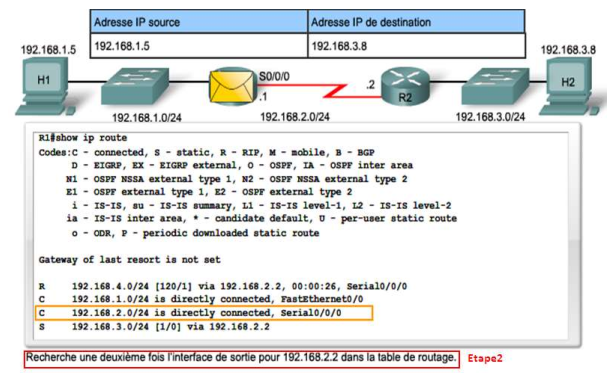 Adresse IP source Adresse IP de destination
192.168.1.5 192.168.3.8
192.168.1.5 192.168.3.8
H1 S0/0/0 .1 .2 R2 H2
192.168.1.0/24 192.168.2.0/24 192.168.3.0/24
R1#show ip route
Codes:C - connected, S - static, R - RIP, M - mobile, B - BGP
D - EIGRP, EX - EIGRP external, O - OSPF, IA - OSPF inter area
N1 - OSPF NSSA external type 1, N2 - OSPF NSSA external type 2
E1 - OSPF external type 1, E2 - OSPF external type 2
i - IS-IS, su - IS-IS summary, L1 - IS-IS level-1, L2 - IS-IS level-2
ia - IS-IS inter area, * - candidate default, U - per-user static route
o - ODR, P - periodic downloaded static route
Gateway of last resort is not set
R 192.168.4.0/24 [120/1] via 192.168.2.2, 00:00:26, Serial0/0/0
C 192.168.1.0/24 is directly connected, FastEthernet0/0
C 192.168.2.0/24 is directly connected, Serial0/0/0
S 192.168.3.0/24 [1/0] via 192.168.2.2
Recherche une deuxième fois l'interface de sortie pour 192.168.2.2 dans la table de routage. Etape2